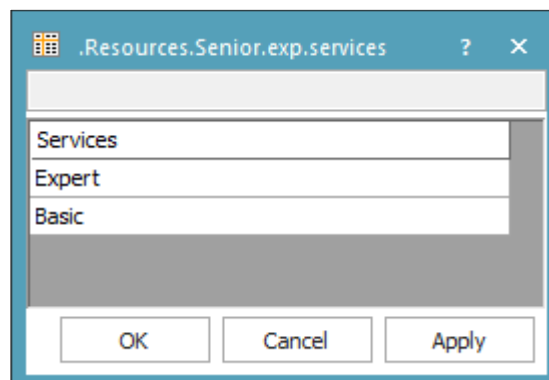 .Resources.Senior.exp.services ? ×
Services
Expert
Basic
OK Cancel Apply